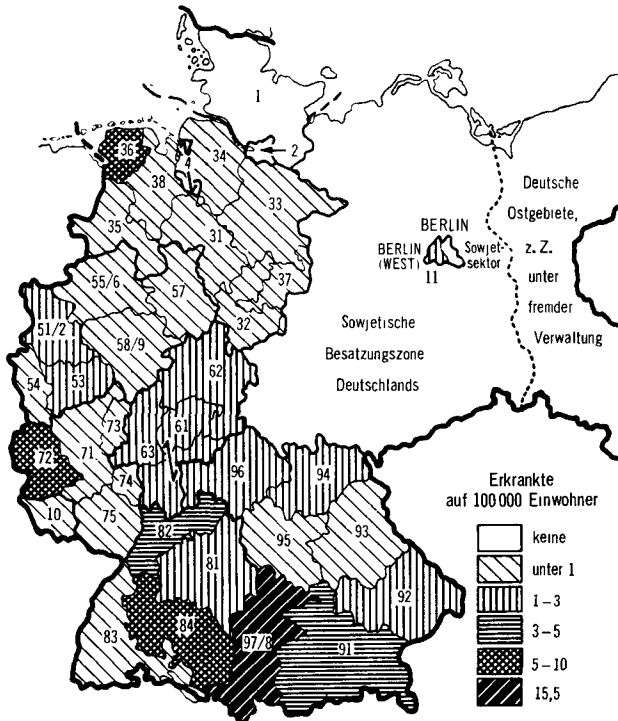 1
2
36
4
34
38
33
35
31
37
55/6
57
32
51/2
58/9
62
54
53
73
61
72
71
63
96
94
74
10
75
82
95
93
81
92
83
84
97/8
91
BERLIN
BERLIN
(WEST)
11
Sowjet-
sektor
Deutsche
Ostgebiete,
z. Z.
unter
fremder
Verwaltung
Sowjetische
Besatzungszone
Deutschlands
Erkrankte
auf 100 000 Einwohner
keine
unter 1
1 – 3
3 – 5
5 – 10
15,5